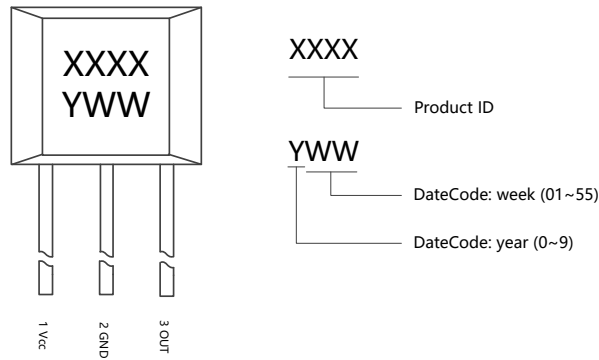 XXXX
YWW
1 Vcc
2 GND
3 OUT
XXXX
Product ID
YWW
DateCode: week (01~55)
DateCode: year (0~9)